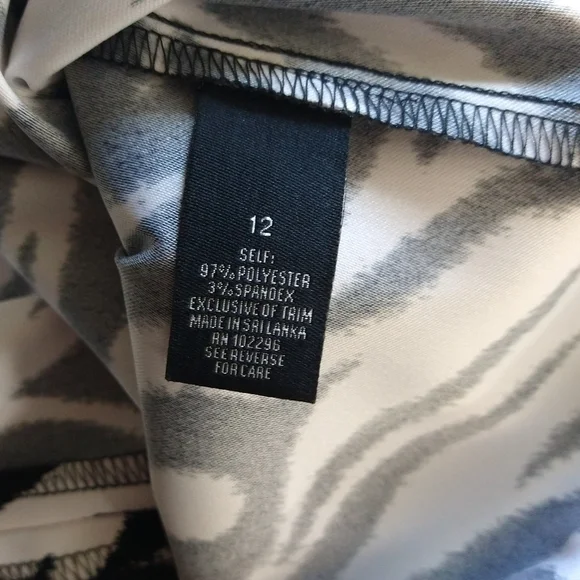 12
SELF:
97% POLYESTER
3% SPANDEX
EXCLUSIVE OF TRIM
MADE IN SRI LANKA
RN 102296
SEE REVERSE
FOR CARE